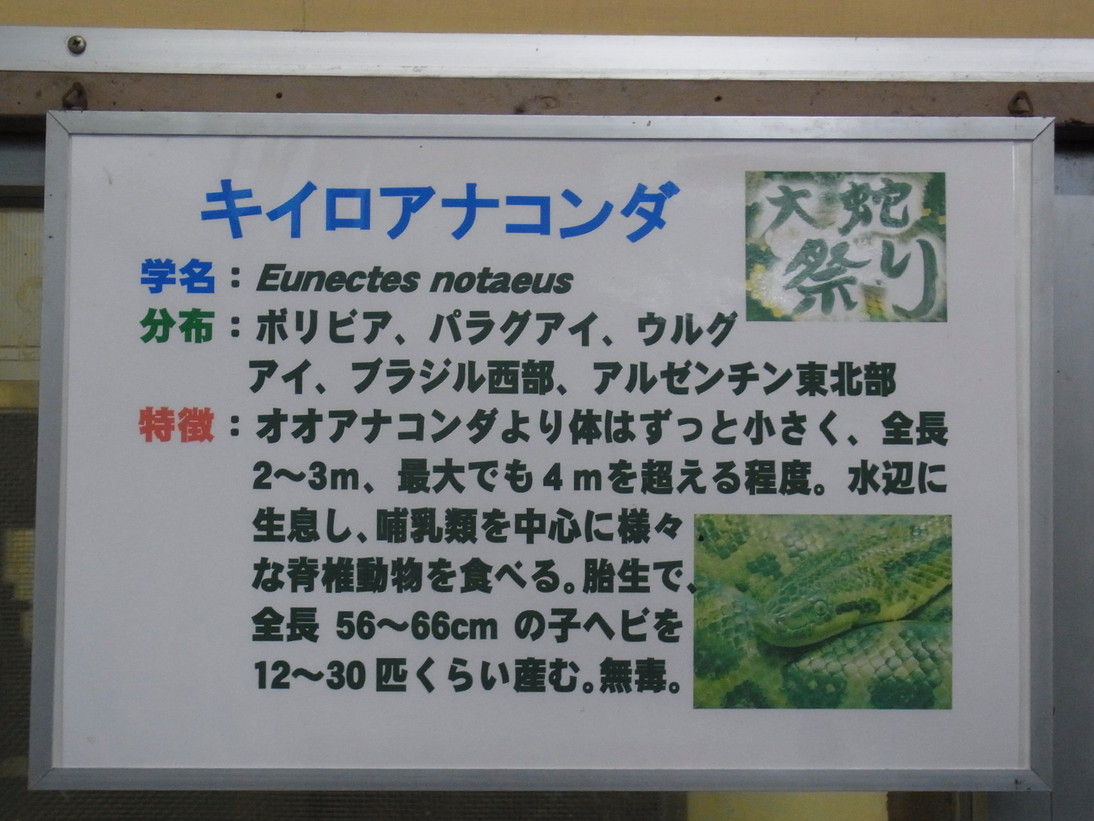 キイロアナコンダ
大蛇
祭り
学名：Eunectes notaeus
分布：ボリビア、パラグアイ、ウルグ
アイ、ブラジル西部、アルゼンチン東北部
特徴：オオアナコンダより体はずっと小さく、全長
2～3m、最大でも４ｍを超える程度。水辺に
生息し、哺乳類を中心に様々
な脊椎動物を食べる。胎生で、
全長 56～66cm の子ヘビを
12～30 匹くらい産む。無毒。